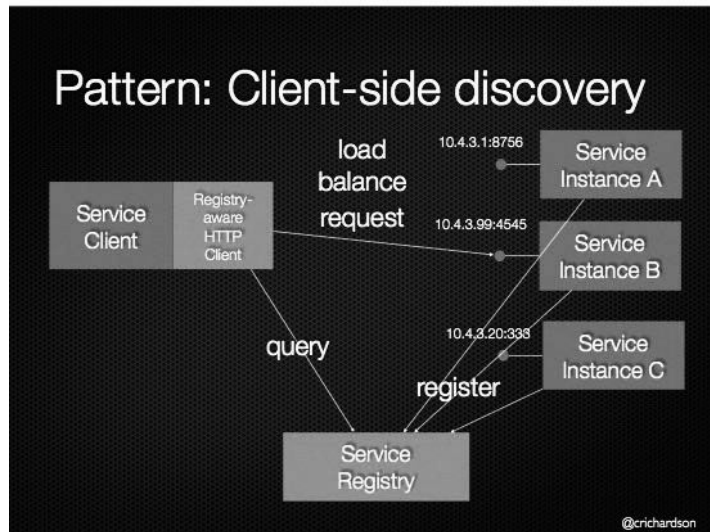 Pattern: Client-side discovery
load
balance
request
10.4.3.1:8756
Service
Instance A
Service
Client
Registry-
aware
HTTP
Client
10.4.3.99:4545
Service
Instance B
query
10.4.3.20:333
Service
Instance C
register
Service
Registry
@crichardson